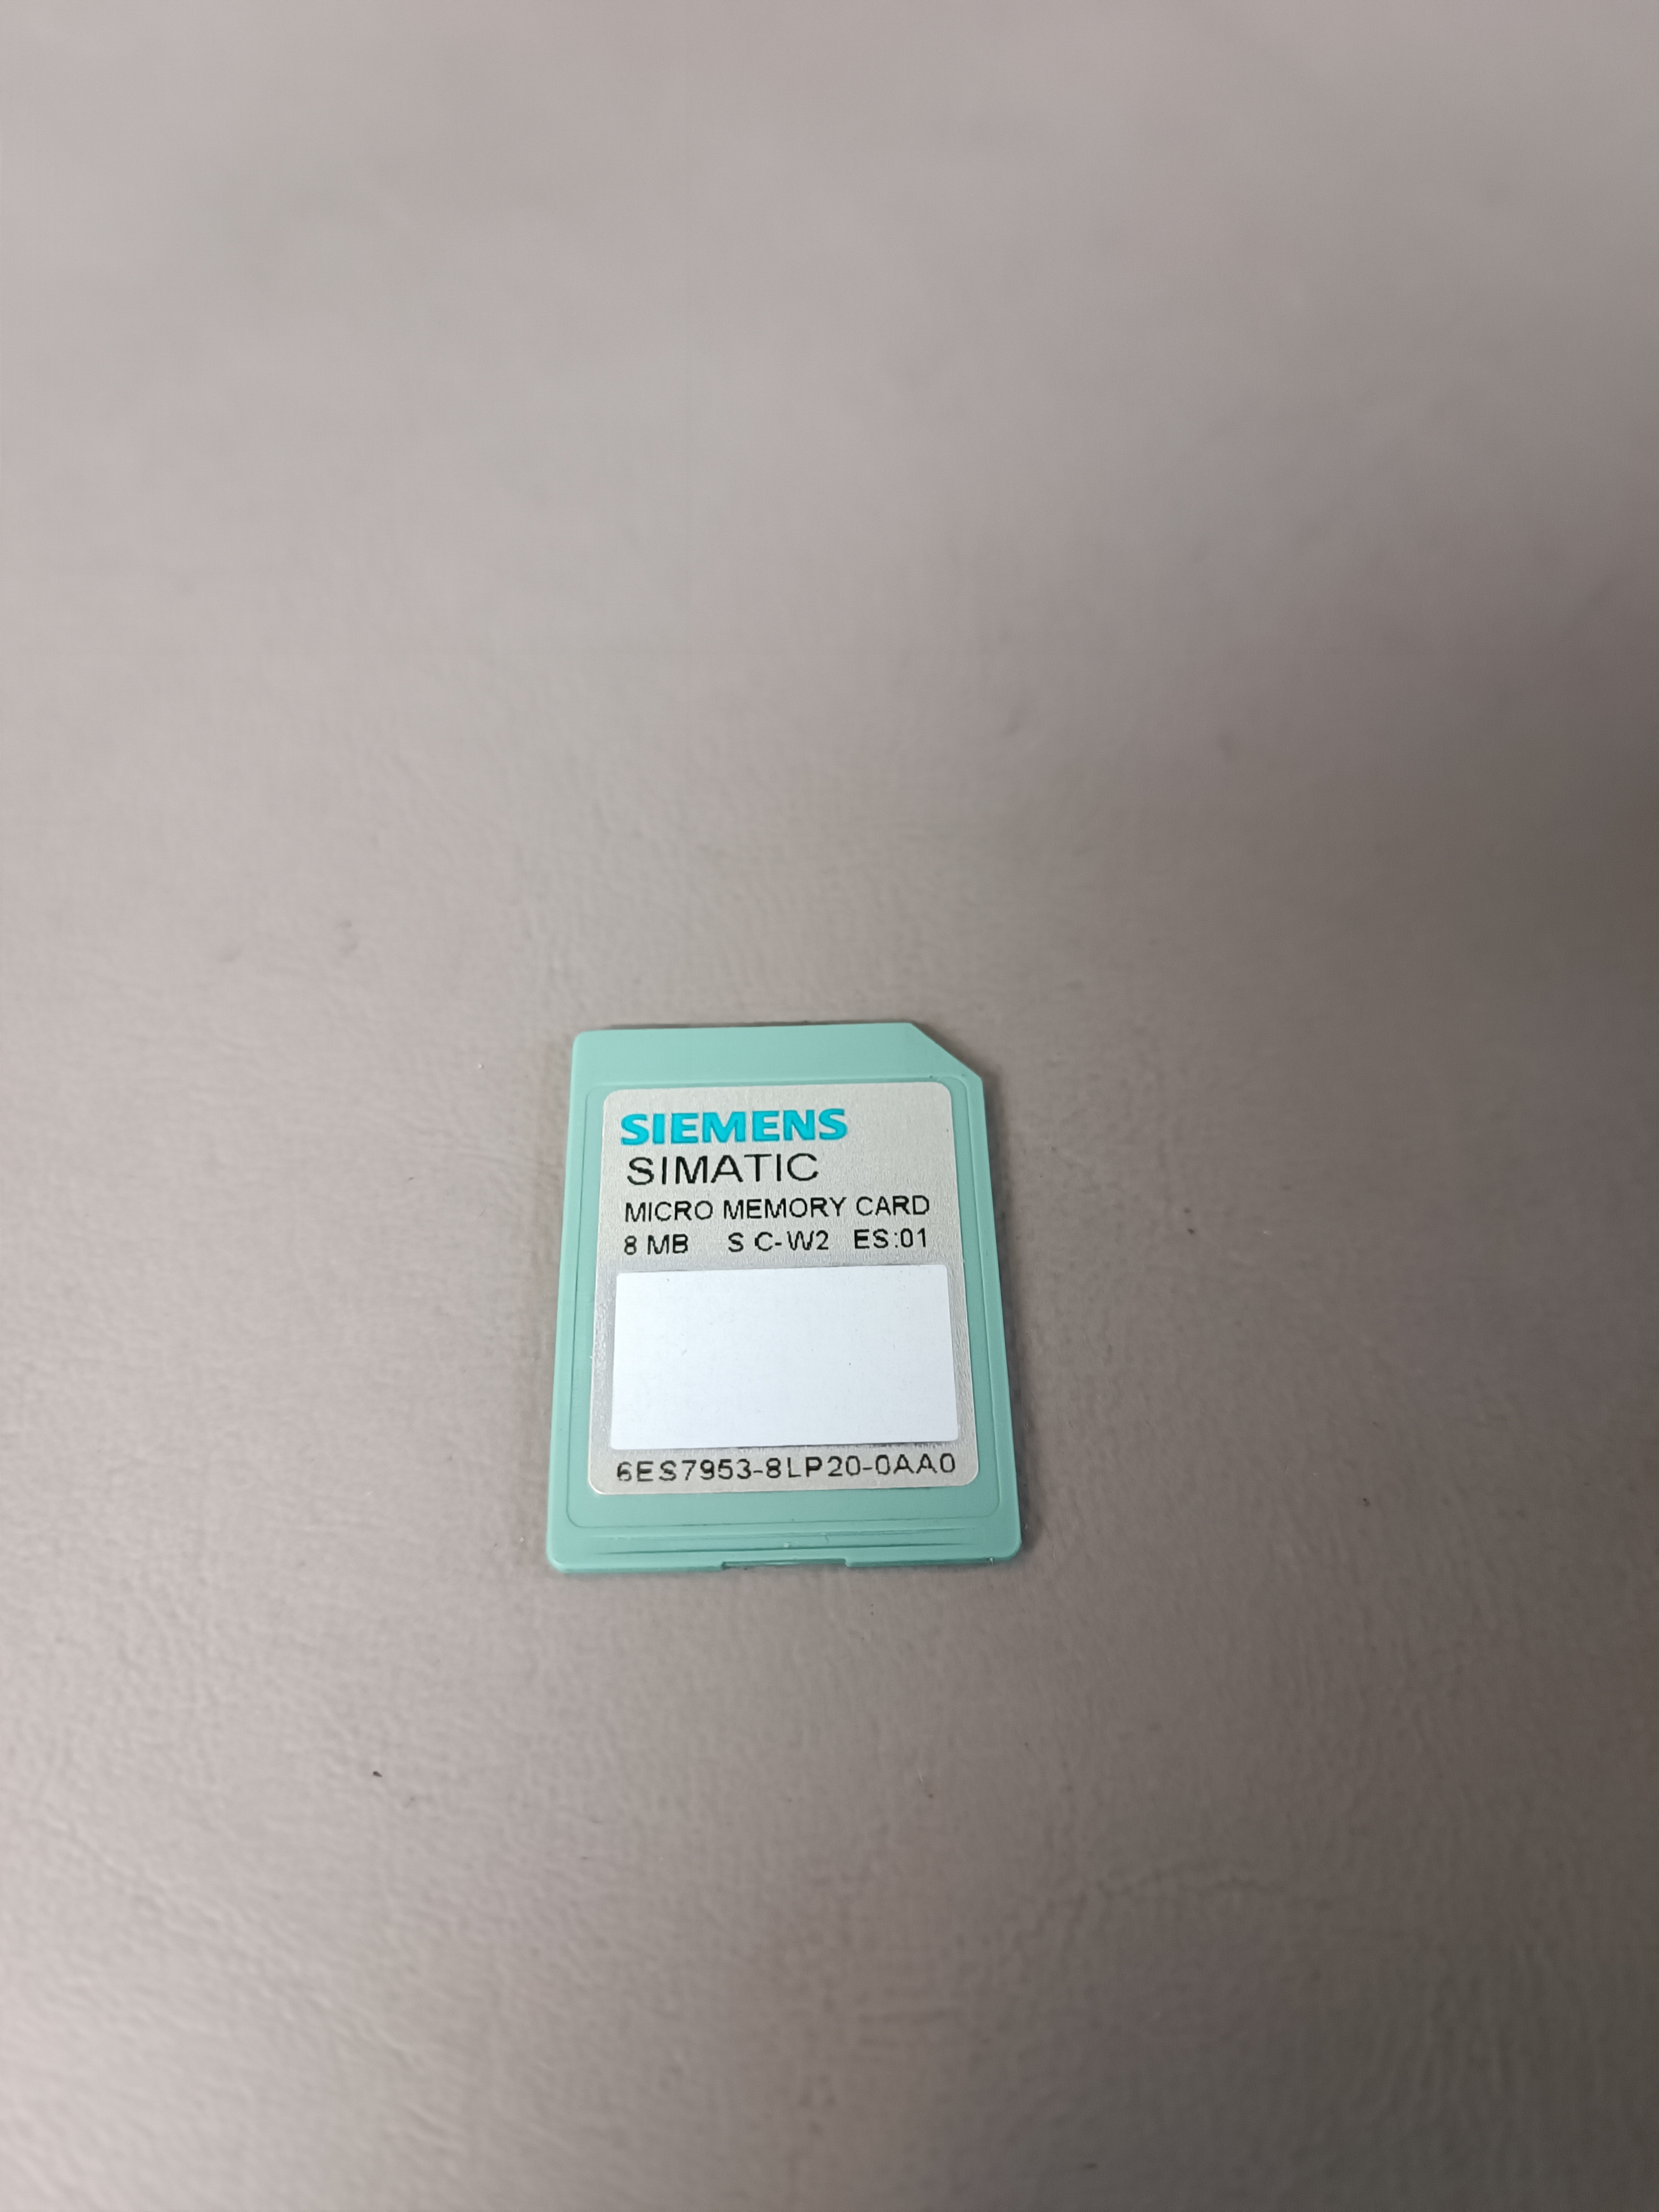 SIEMENS
SIMATIC
MICRO MEMORY CARD
8 MB S C-W2 ES:01
6ES7953-8LP20-0AA0